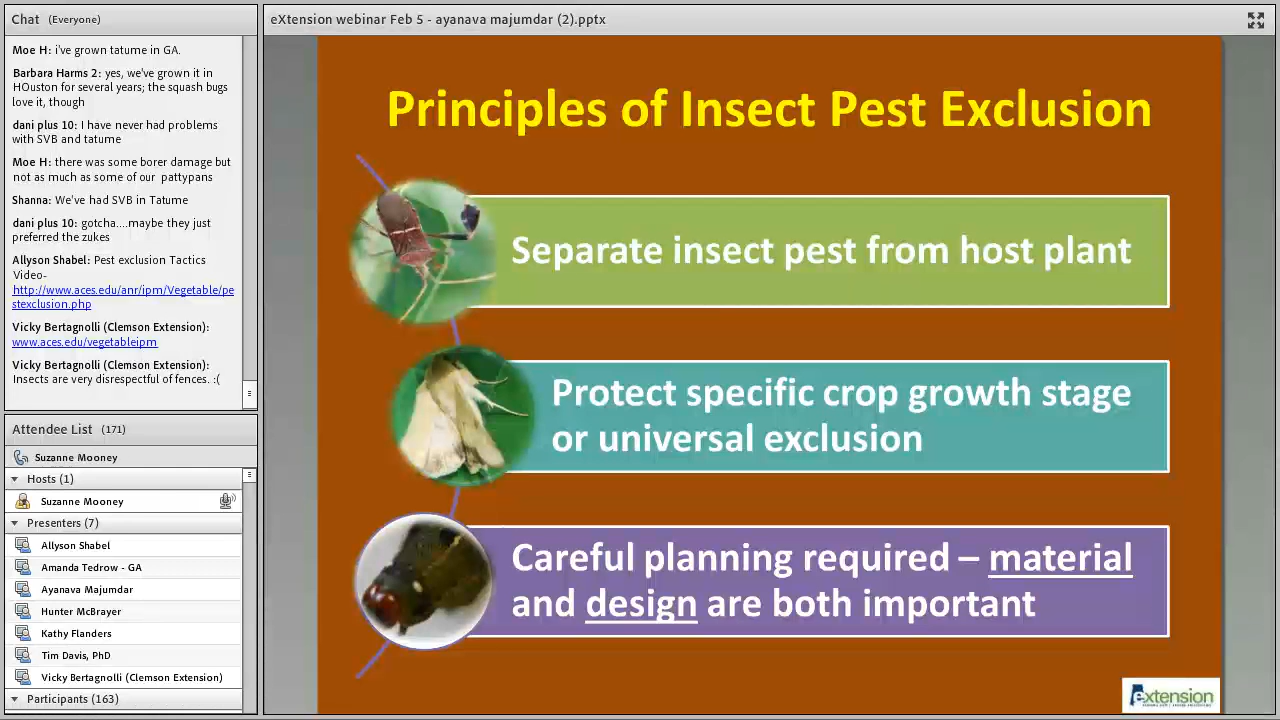 Chat (Everyone)
Moe H: i've grown tatume in GA.
Barbara Harms 2: yes, we've grown it in
HOuston for several years; the squash bugs
love it, though
dani plus 10: I have never had problems
with SVB and tatume
Moe H: there was some borer damage but
not as much as some of our pattypans
Shanna: We've had SVB in Tatume
dani plus 10: gotcha....maybe they just
preferred the zukes
Allyson Shabel: Pest exclusion Tactics
Video-
http://www.aces.edu/anr/ipm/Vegetable/pe
stexclusion.php
Vicky Bertagnolli (Clemson Extension):
www.aces.edu/vegetableipm
Vicky Bertagnolli (Clemson Extension):
Insects are very disrespectful of fences. :(
Attendee List (171)
Suzanne Mooney
Hosts (1)
Suzanne Mooney
Presenters (7)
Allyson Shabel
Amanda Tedrow - GA
Ayanava Majumdar
Hunter McBrayer
Kathy Flanders
Tim Davis, PhD
Vicky Bertagnolli (Clemson Extension)
Participants (163)
eXtension webinar Feb 5 - ayanava majumdar (2).pptx
Principles of Insect Pest Exclusion
Separate insect pest from host plant
Protect specific crop growth stage
or universal exclusion
Careful planning required – material
and design are both important
extension